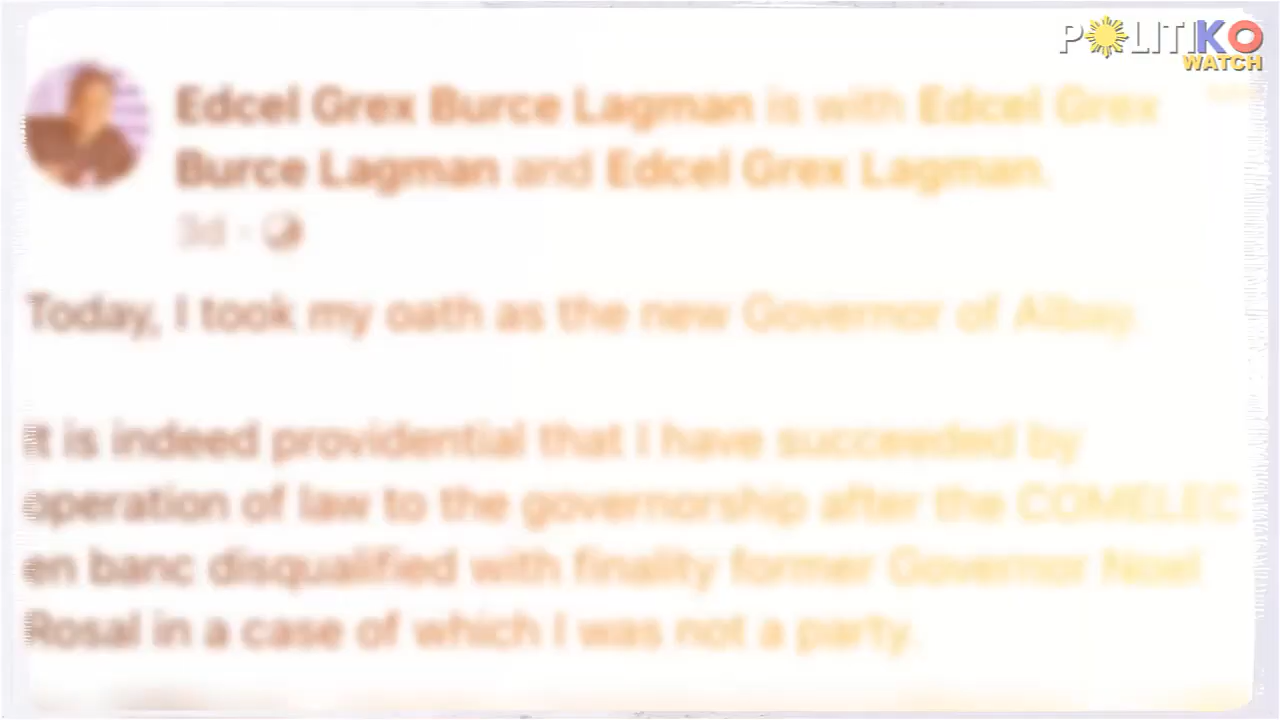 POLITIKO
WATCH
Edcel Grex Burce Lagman is with Edcel Grex
Burce Lagman and Edcel Grex Lagman.
3d
Today, I took my oath as the new Governor of Albay.
It is indeed providential that I have succeeded by
operation of law to the governorship after the COMELEC
en banc disqualified with finality former Governor Noel
Rosal in a case of which I was not a party.